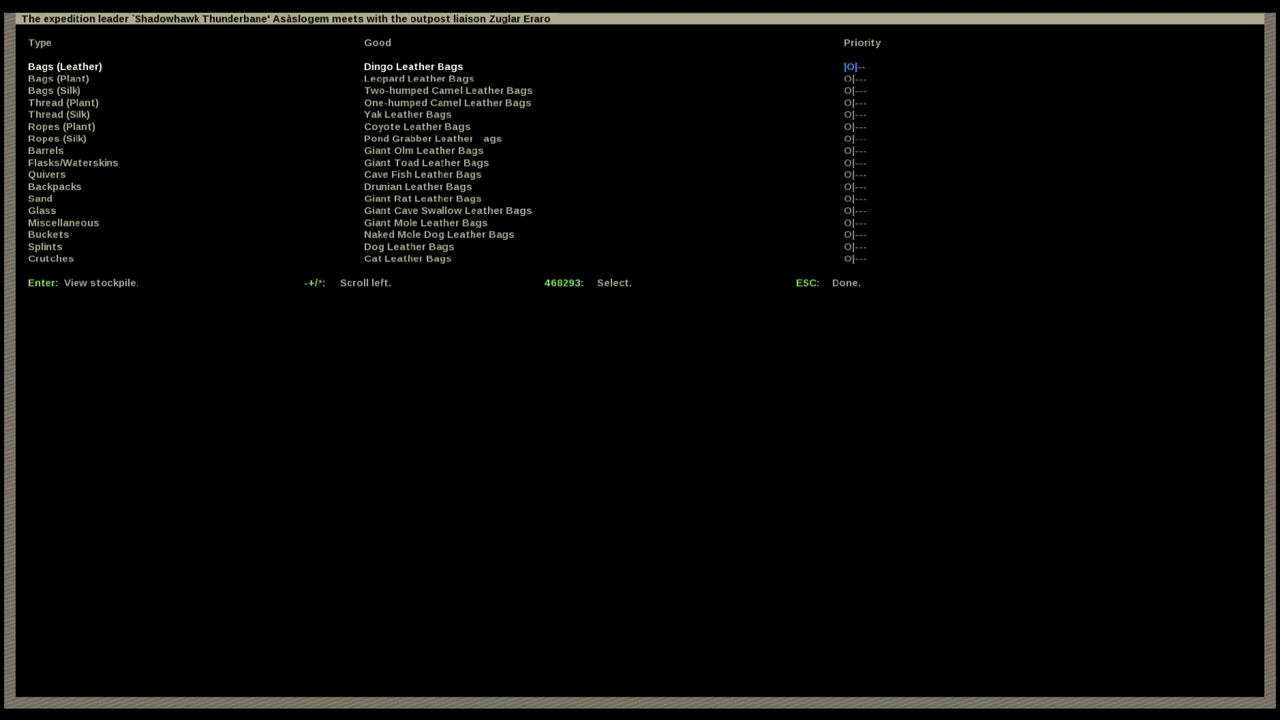 The expedition leader `Shadowhawk Thunderbane' Asàslogem meets with the outpost liaison Zuglar Eraro
Type Good Priority
Bags (Leather) Dingo Leather Bags |O|--
Bags (Plant) Leopard Leather Bags O|---
Bags (Silk) Two-humped Camel Leather Bags O|---
Thread (Plant) One-humped Camel Leather Bags O|---
Thread (Silk) Yak Leather Bags O|---
Ropes (Plant) Coyote Leather Bags O|---
Ropes (Silk) Pond Grabber Leather ags O|---
Barrels Giant Olm Leather Bags O|---
Flasks/Waterskins Giant Toad Leather Bags O|---
Quivers Cave Fish Leather Bags O|---
Backpacks Drunian Leather Bags O|---
Sand Giant Rat Leather Bags O|---
Glass Giant Cave Swallow Leather Bags O|---
Miscellaneous Giant Mole Leather Bags O|---
Buckets Naked Mole Dog Leather Bags O|---
Splints Dog Leather Bags O|---
Crutches Cat Leather Bags O|---
Enter: View stockpile. -+/*: Scroll left. 468293: Select. ESC: Done.